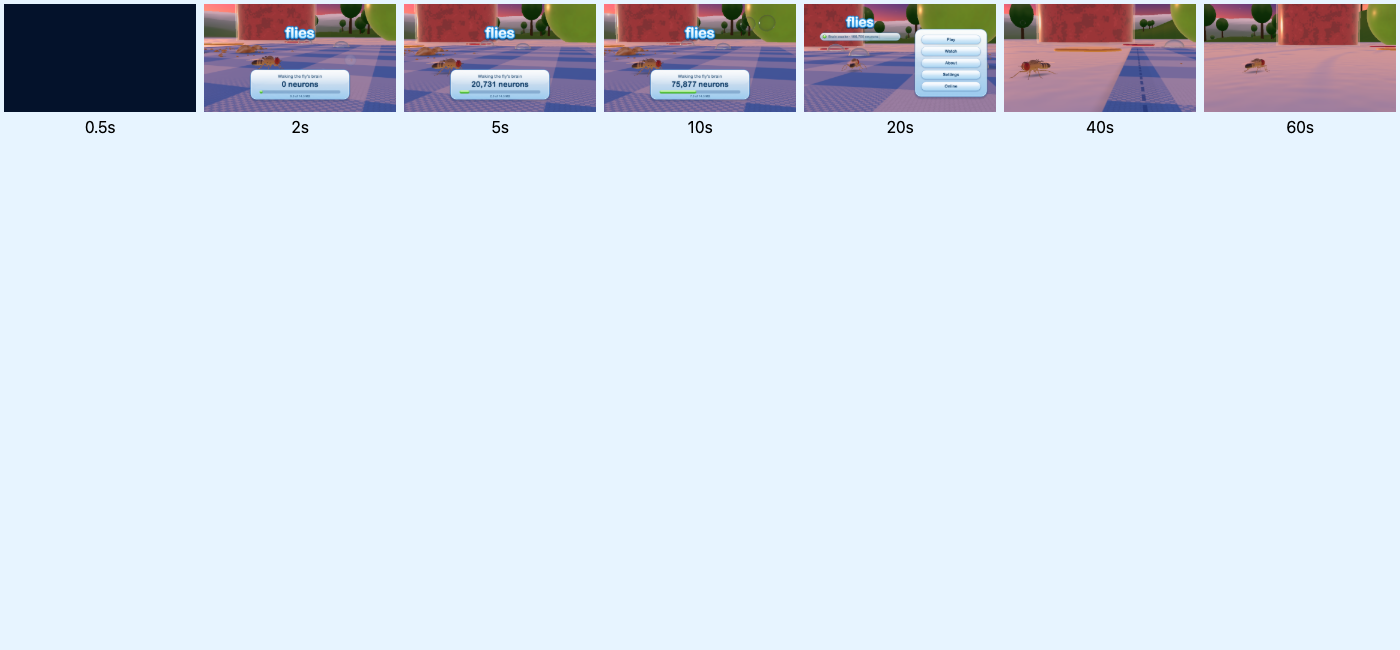 flies
Waking the fly's brain
0 neurons
flies
Waking the fly's brain
20,731 neurons
flies
Waking the fly's brain
75,877 neurons
flies
Play
Watch
About
Settings
Online
0.5s
2s
5s
10s
20s
40s
60s